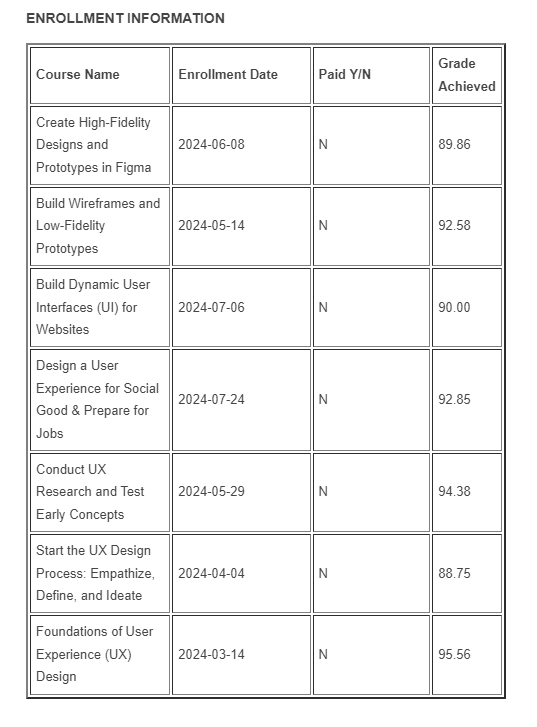 ENROLLMENT INFORMATION
Course Name
Enrollment Date
Paid Y/N
Grade
Achieved
Create High-Fidelity
Designs and
Prototypes in Figma
2024-06-08
N
89.86
Build Wireframes and
Low-Fidelity
Prototypes
2024-05-14
N
92.58
Build Dynamic User
Interfaces (UI) for
Websites
2024-07-06
N
90.00
Design a User
Experience for Social
Good & Prepare for
Jobs
2024-07-24
N
92.85
Conduct UX
Research and Test
Early Concepts
2024-05-29
N
94.38
Start the UX Design
Process: Empathize,
Define, and Ideate
2024-04-04
N
88.75
Foundations of User
Experience (UX)
Design
2024-03-14
N
95.56